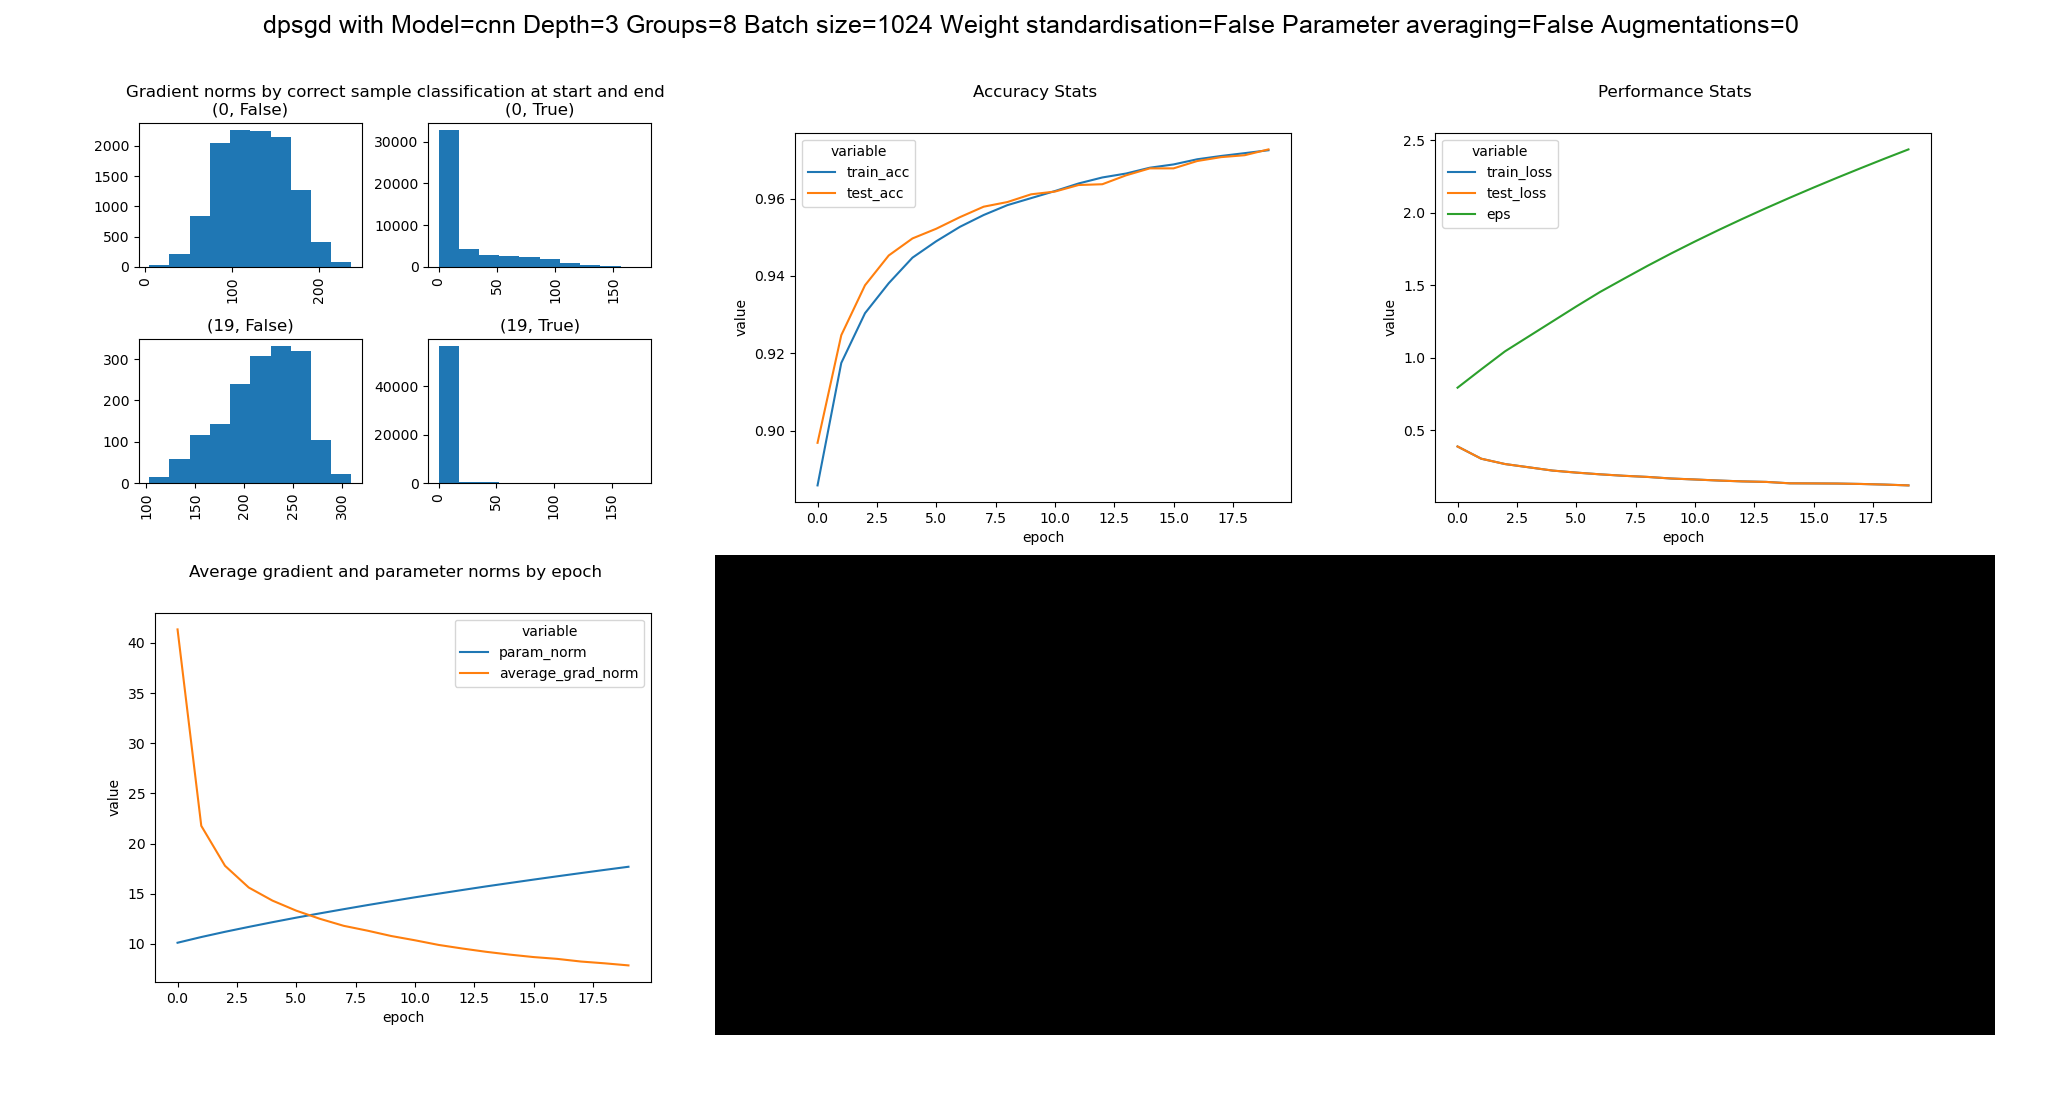 dpsgd with Model=cnn Depth=3 Groups=8 Batch size=1024 Weight standardisation=False Parameter averaging=False Augmentations=0
Gradient norms by correct sample classification at start and end
(0, False)
2000
1500
1000
500
0
0
100
200
(0, True)
30000
20000
10000
0
0
50
100
150
(19, False)
300
200
100
0
100
150
200
250
300
(19, True)
40000
20000
0
0
50
100
150
Accuracy Stats
variable
train_acc
test_acc
value
0.96
0.94
0.92
0.90
0.0
2.5
5.0
7.5
10.0
12.5
15.0
17.5
epoch
Performance Stats
variable
train_loss
test_loss
eps
value
2.5
2.0
1.5
1.0
0.5
0.0
2.5
5.0
7.5
10.0
12.5
15.0
17.5
epoch
Average gradient and parameter norms by epoch
variable
param_norm
average_grad_norm
value
40
35
30
25
20
15
10
0.0
2.5
5.0
7.5
10.0
12.5
15.0
17.5
epoch